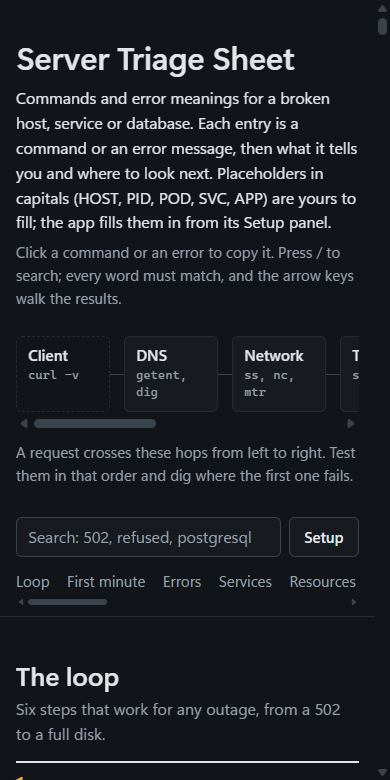 Server Triage Sheet
Commands and error meanings for a broken
host, service or database. Each entry is a
command or an error message, then what it tells
you and where to look next. Placeholders in
capitals (HOST, PID, POD, SVC, APP) are yours to
fill; the app fills them in from its Setup panel.
Click a command or an error to copy it. Press / to
search; every word must match, and the arrow keys
walk the results.
Client
curl -v
DNS
getent,
dig
Network
ss, nc,
mtr
A request crosses these hops from left to right. Test
them in that order and dig where the first one fails.
Search: 502, refused, postgresql
Setup
Loop First minute Errors Services Resources
The loop
Six steps that work for any outage, from a 502
to a full disk.